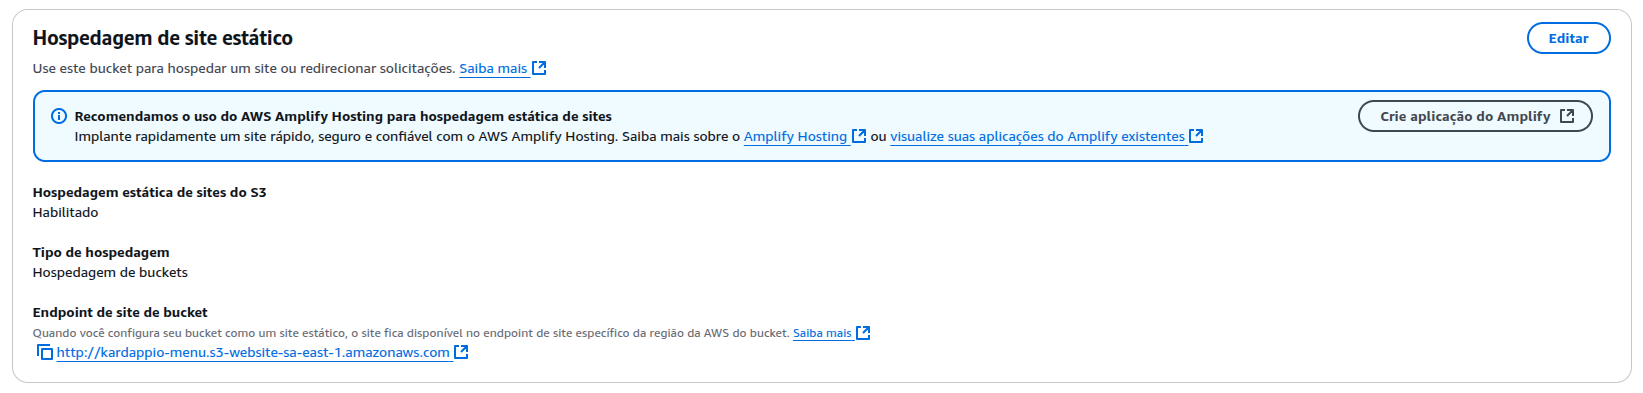 Hospedagem de site estático
Editar
Use este bucket para hospedar um site ou redirecionar solicitações. Saiba mais
Recomendamos o uso do AWS Amplify Hosting para hospedagem estática de sites
Crie aplicação do Amplify
Implante rapidamente um site rápido, seguro e confiável com o AWS Amplify Hosting. Saiba mais sobre o Amplify Hosting ou visualize suas aplicações do Amplify existentes
Hospedagem estática de sites do S3
Habilitado
Tipo de hospedagem
Hospedagem de buckets
Endpoint de site de bucket
Quando você configura seu bucket como um site estático, o site fica disponível no endpoint de site específico da região da AWS do bucket. Saiba mais
http://kardappio-menu.s3-website-sa-east-1.amazonaws.com